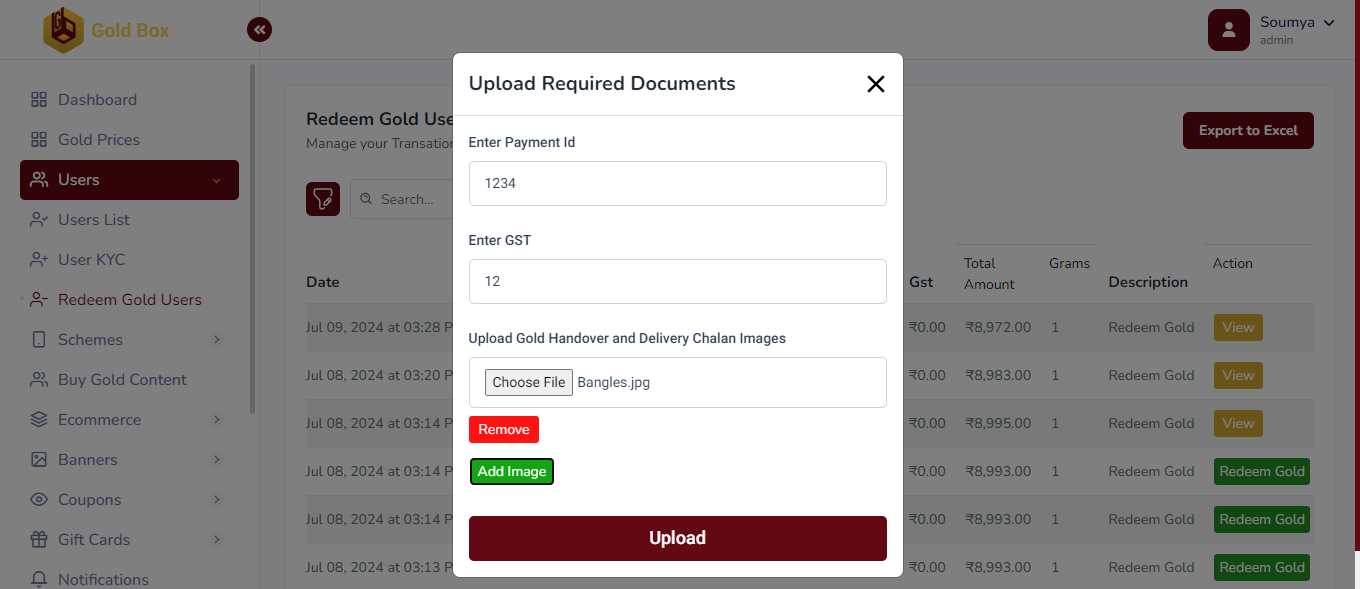 Gold Box
Soumya
admin
Dashboard
Gold Prices
Users
Users List
User KYC
Redeem Gold Users
Schemes
Buy Gold Content
Ecommerce
Banners
Coupons
Gift Cards
Notifications
Redeem Gold Use
Manage your Transation
Export to Excel
Search...
Upload Required Documents
Enter Payment Id
1234
Enter GST
12
Upload Gold Handover and Delivery Chalan Images
Choose File Bangles.jpg
Remove
Add Image
Upload
Date Gst Total Amount Grams Description Action
Jul 09, 2024 at 03:28 P ₹0.00 ₹8,972.00 1 Redeem Gold View
Jul 08, 2024 at 03:20 P ₹0.00 ₹8,983.00 1 Redeem Gold View
Jul 08, 2024 at 03:14 P ₹0.00 ₹8,995.00 1 Redeem Gold View
Jul 08, 2024 at 03:14 P ₹0.00 ₹8,993.00 1 Redeem Gold Redeem Gold
Jul 08, 2024 at 03:14 P ₹0.00 ₹8,993.00 1 Redeem Gold Redeem Gold
Jul 08, 2024 at 03:13 P ₹0.00 ₹8,993.00 1 Redeem Gold Redeem Gold